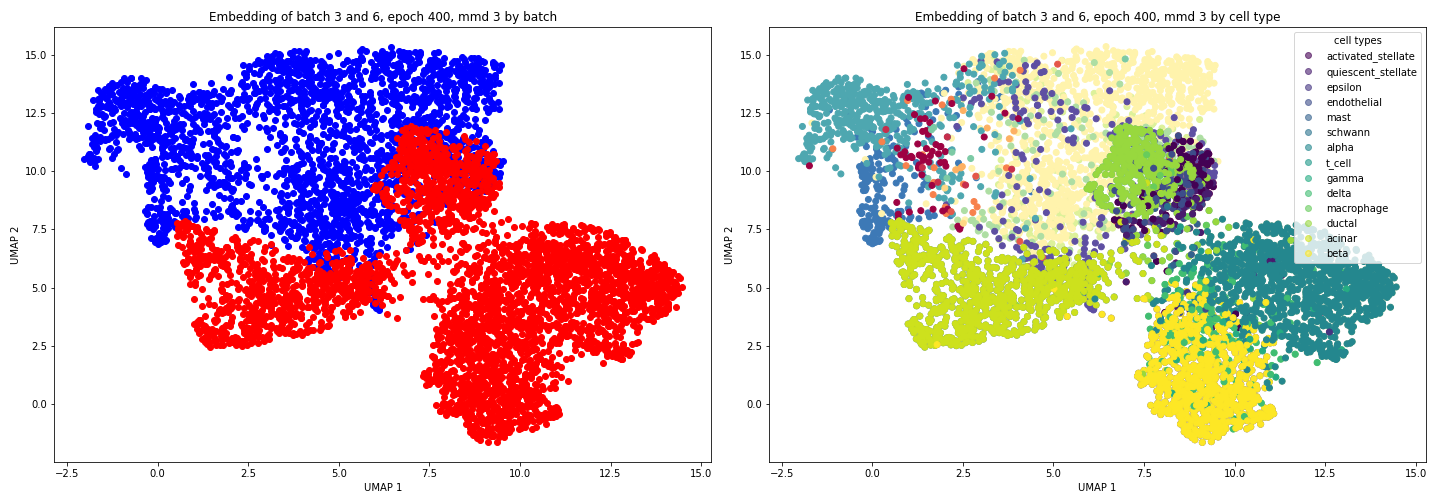 Embedding of batch 3 and 6, epoch 400, mmd 3 by batch
15.0
12.5
10.0
7.5
5.0
2.5
0.0
UMAP 2
−2.5 0.0 2.5 5.0 7.5 10.0 12.5 15.0
UMAP 1
Embedding of batch 3 and 6, epoch 400, mmd 3 by cell type
15.0
12.5
10.0
7.5
5.0
2.5
0.0
UMAP 2
−2.5 0.0 2.5 5.0 7.5 10.0 12.5 15.0
UMAP 1
cell types
activated_stellate
quiescent_stellate
epsilon
endothelial
mast
schwann
alpha
t_cell
gamma
delta
macrophage
ductal
acinar
beta